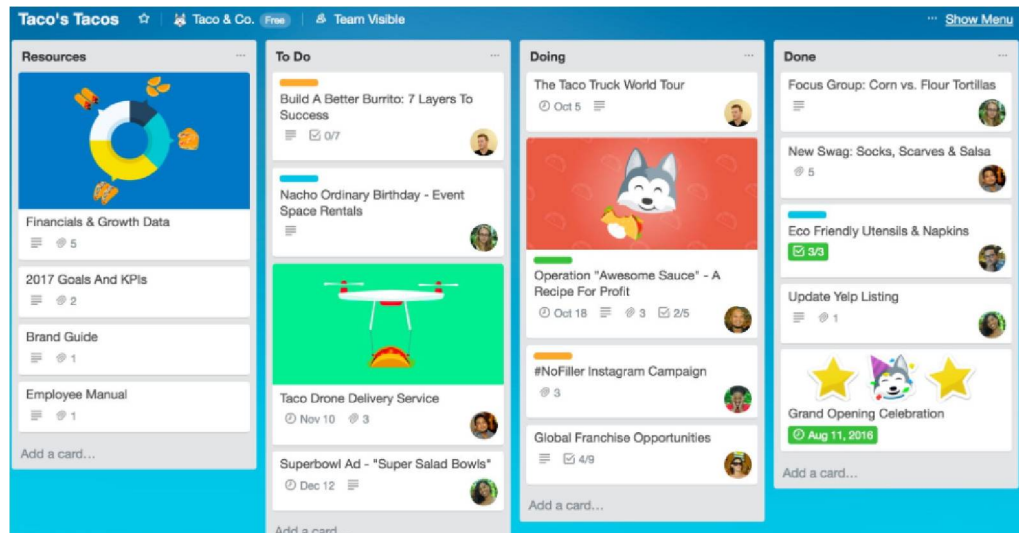 Taco's Tacos
Taco & Co.
Free
Team Visible
Show Menu
Resources
Financials & Growth Data
5
2017 Goals And KPIs
2
Brand Guide
1
Employee Manual
1
Add a card...
To Do
Build A Better Burrito: 7 Layers To
Success
0/7
Nacho Ordinary Birthday - Event
Space Rentals
Taco Drone Delivery Service
Nov 10
3
Superbowl Ad - "Super Salad Bowls"
Dec 12
Add a card...
Doing
The Taco Truck World Tour
Oct 5
Operation "Awesome Sauce" - A
Recipe For Profit
Oct 18
3
2/5
#NoFiller Instagram Campaign
3
Global Franchise Opportunities
4/9
Add a card...
Done
Focus Group: Corn vs. Flour Tortillas
New Swag: Socks, Scarves & Salsa
5
Eco Friendly Utensils & Napkins
3/3
Update Yelp Listing
1
Grand Opening Celebration
Aug 11, 2016
Add a card...